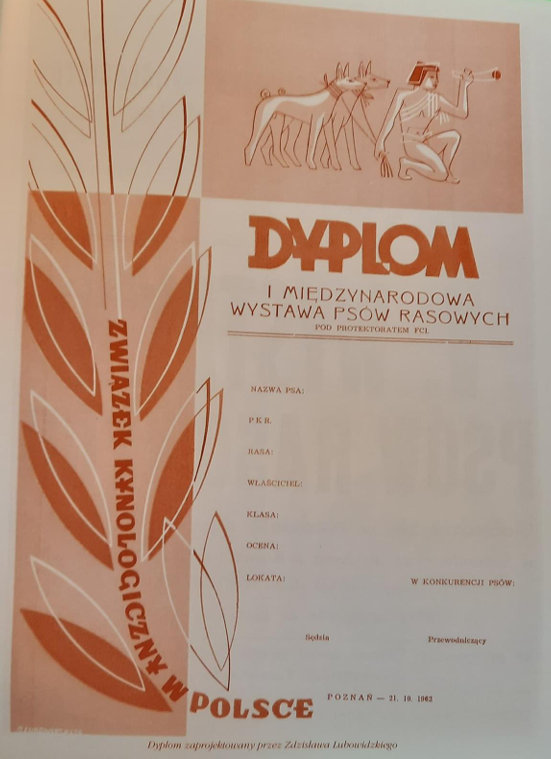 DYPLOM
I MIĘDZYNARODOWA
WYSTAWA PSÓW RASOWYCH
POD PROTEKTORATEM FCI.
NAZWA PSA:
PKR.
RASA:
WŁAŚCICIEL:
KLASA:
OCENA:
LOKATA:
W KONKURENCJI PSÓW:
Sędzia
Przewodniczący
ZWIĄZEK KYNOLOGICZNY W POLSCE
POZNAŃ — 21. 10. 1962
Dyplom zaprojektowany przez Zdzisława Lubowidzkiego